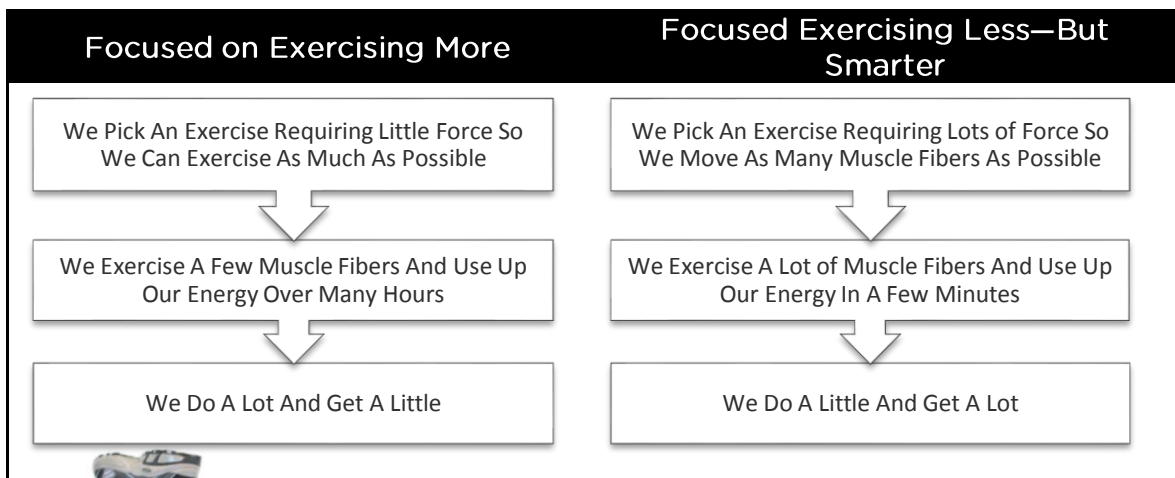 Focused on Exercising More
We Pick An Exercise Requiring Little Force So
We Can Exercise As Much As Possible
We Exercise A Few Muscle Fibers And Use Up
Our Energy Over Many Hours
We Do A Lot And Get A Little
Focused Exercising Less—But
Smarter
We Pick An Exercise Requiring Lots of Force So
We Move As Many Muscle Fibers As Possible
We Exercise A Lot of Muscle Fibers And Use Up
Our Energy In A Few Minutes
We Do A Little And Get A Lot